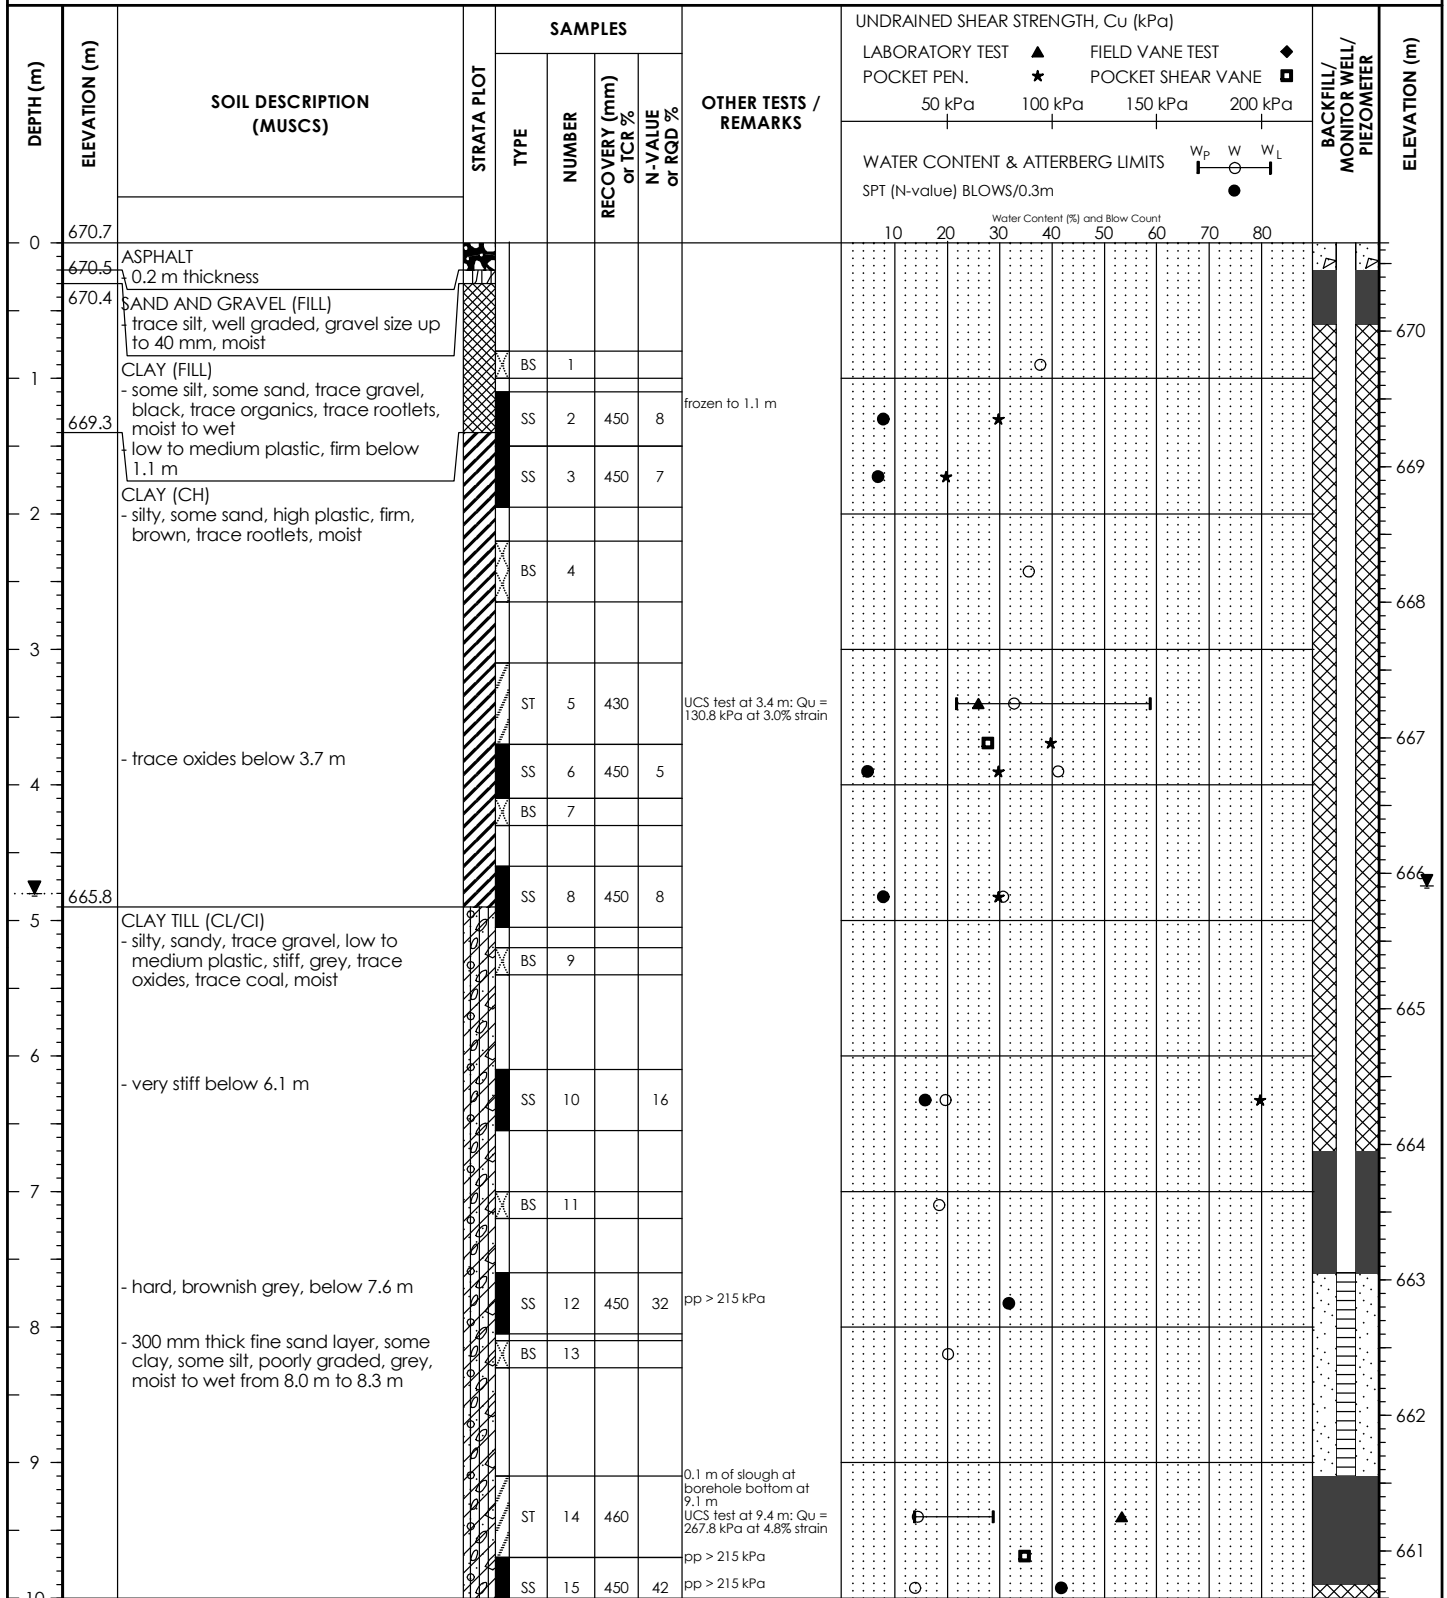 DEPTH (m)
ELEVATION (m)
SOIL DESCRIPTION
(MUSCS)
STRATA PLOT
SAMPLES
TYPE
NUMBER
RECOVERY (mm)
or TCR %
N-VALUE
or RQD %
OTHER TESTS /
REMARKS
UNDRAINED SHEAR STRENGTH, Cu (kPa)
LABORATORY TEST ▲ FIELD VANE TEST ◆
POCKET PEN. ★ POCKET SHEAR VANE
50 kPa 100 kPa 150 kPa 200 kPa
WP W WL
WATER CONTENT & ATTERBERG LIMITS
SPT (N-value) BLOWS/0.3m ●
Water Content (%) and Blow Count
10 20 30 40 50 60 70 80
BACKFILL/
MONITOR WELL/
PIEZOMETER
ELEVATION (m)
0
670.7
ASPHALT
670.5
- 0.2 m thickness
670.4
SAND AND GRAVEL (FILL)
- trace silt, well graded, gravel size up
to 40 mm, moist
670
BS 1
CLAY (FILL)
1
- some silt, some sand, trace gravel,
black, trace organics, trace rootlets,
moist to wet
frozen to 1.1 m
SS 2 450 8
669.3
- low to medium plastic, firm below
1.1 m
669
SS 3 450 7
CLAY (CH)
2
- silty, some sand, high plastic, firm,
brown, trace rootlets, moist
BS 4
668
3
ST 5 430
UCS test at 3.4 m: Qu =
130.8 kPa at 3.0% strain
667
- trace oxides below 3.7 m
SS 6 450 5
4
BS 7
666
665.8
SS 8 450 8
5
CLAY TILL (CL/CI)
- silty, sandy, trace gravel, low to
medium plastic, stiff, grey, trace
oxides, trace coal, moist
BS 9
665
6
- very stiff below 6.1 m
SS 10 16
664
7
BS 11
663
- hard, brownish grey, below 7.6 m
SS 12 450 32
pp > 215 kPa
8
- 300 mm thick fine sand layer, some
clay, some silt, poorly graded, grey,
moist to wet from 8.0 m to 8.3 m
BS 13
662
9
0.1 m of slough at
borehole bottom at
9.1 m
ST 14 460
UCS test at 9.4 m: Qu =
267.8 kPa at 4.8% strain
661
pp > 215 kPa
SS 15 450 42
pp > 215 kPa
10